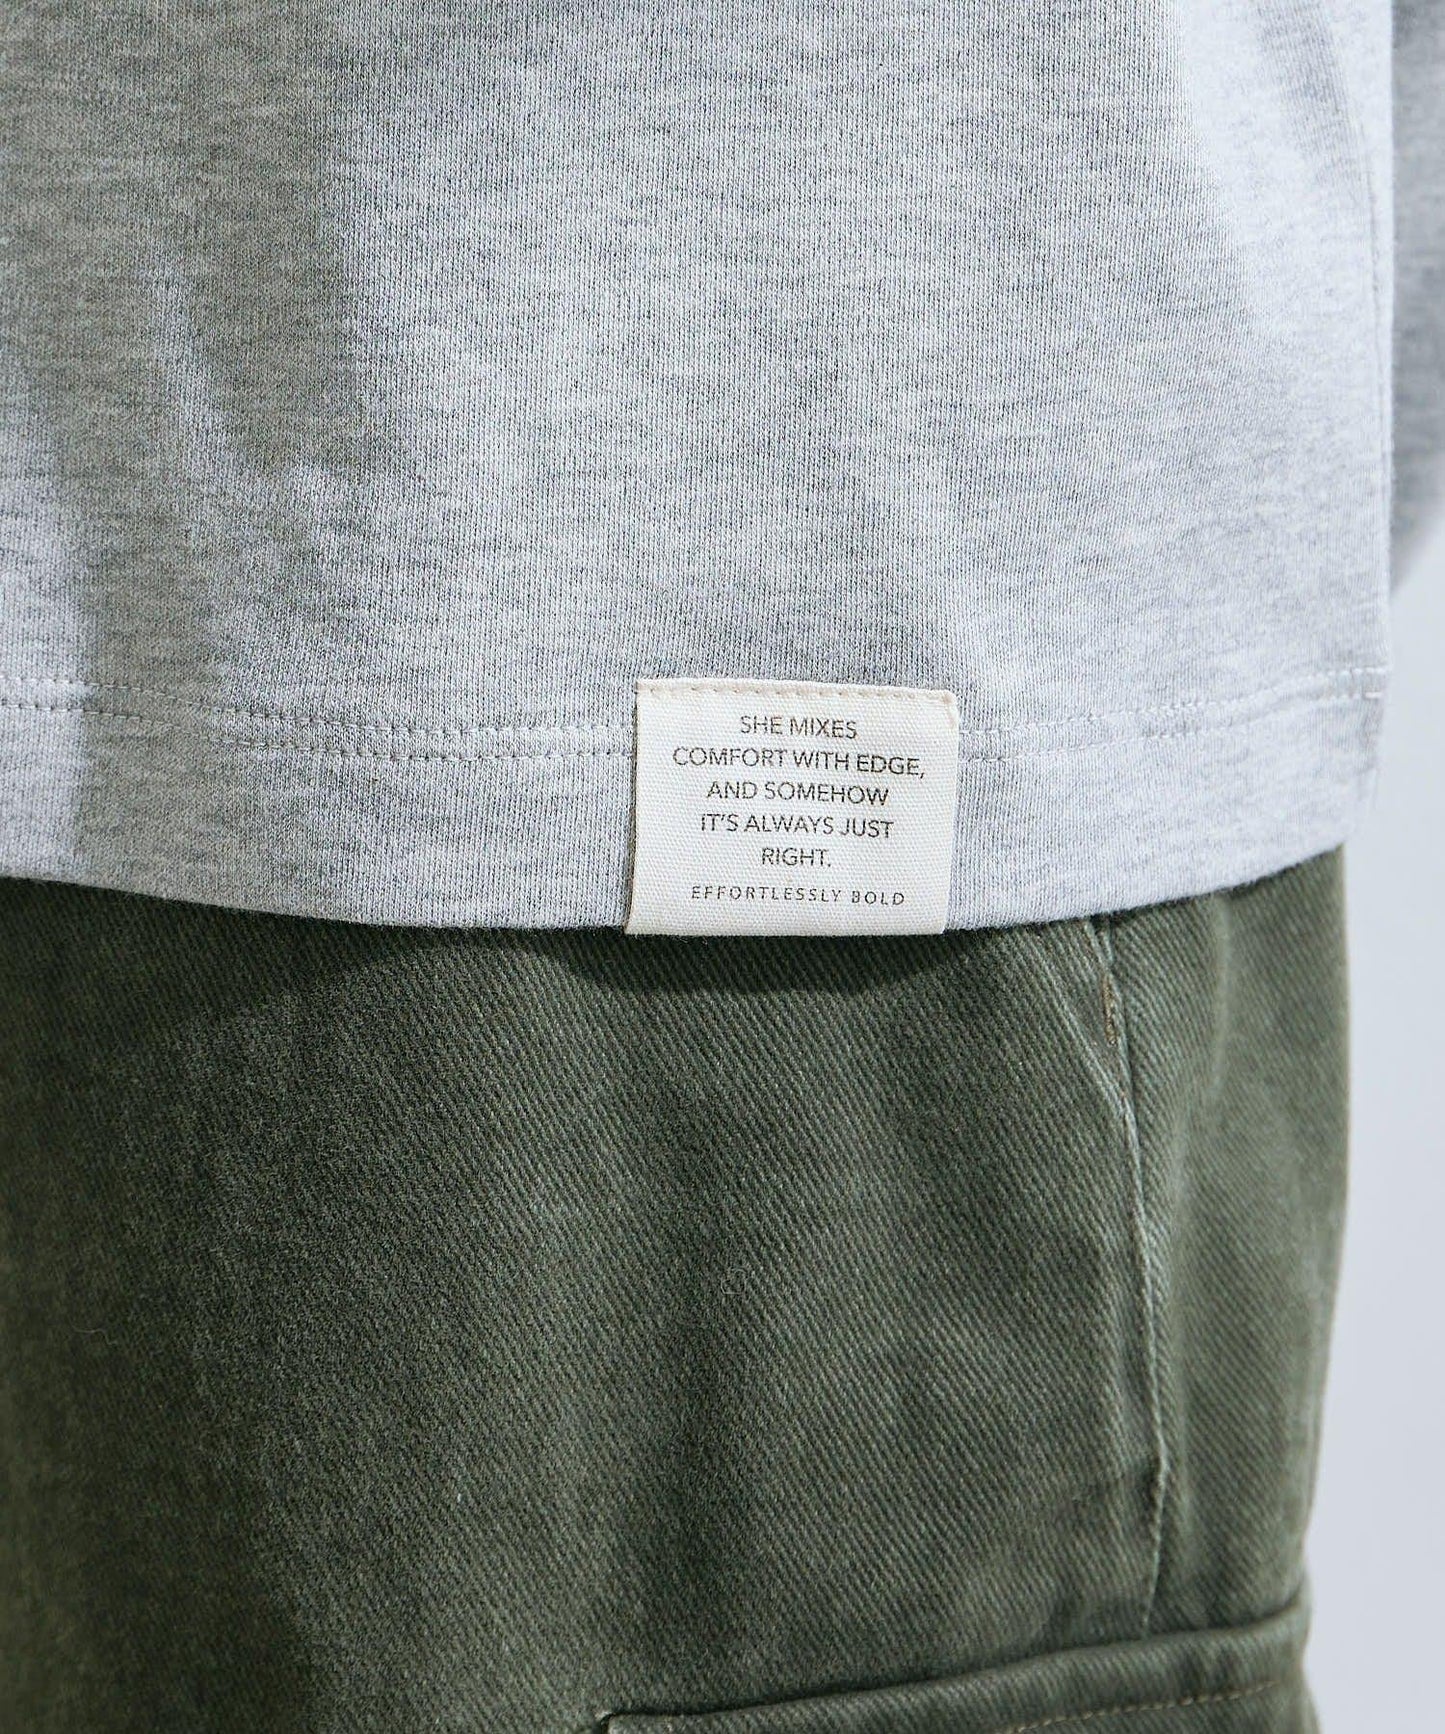 SHE MIXES
COMFORT WITH EDGE,
AND SOMEHOW
IT'S ALWAYS JUST
RIGHT.
EFFORTLESSLY BOLD